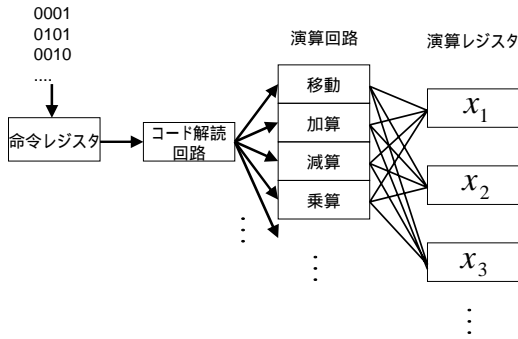 0001
0101
0010
....
命令レジスタ
コード解読
回路
演算回路
移動
加算
減算
乗算
演算レジスタ
x1
x2
x3